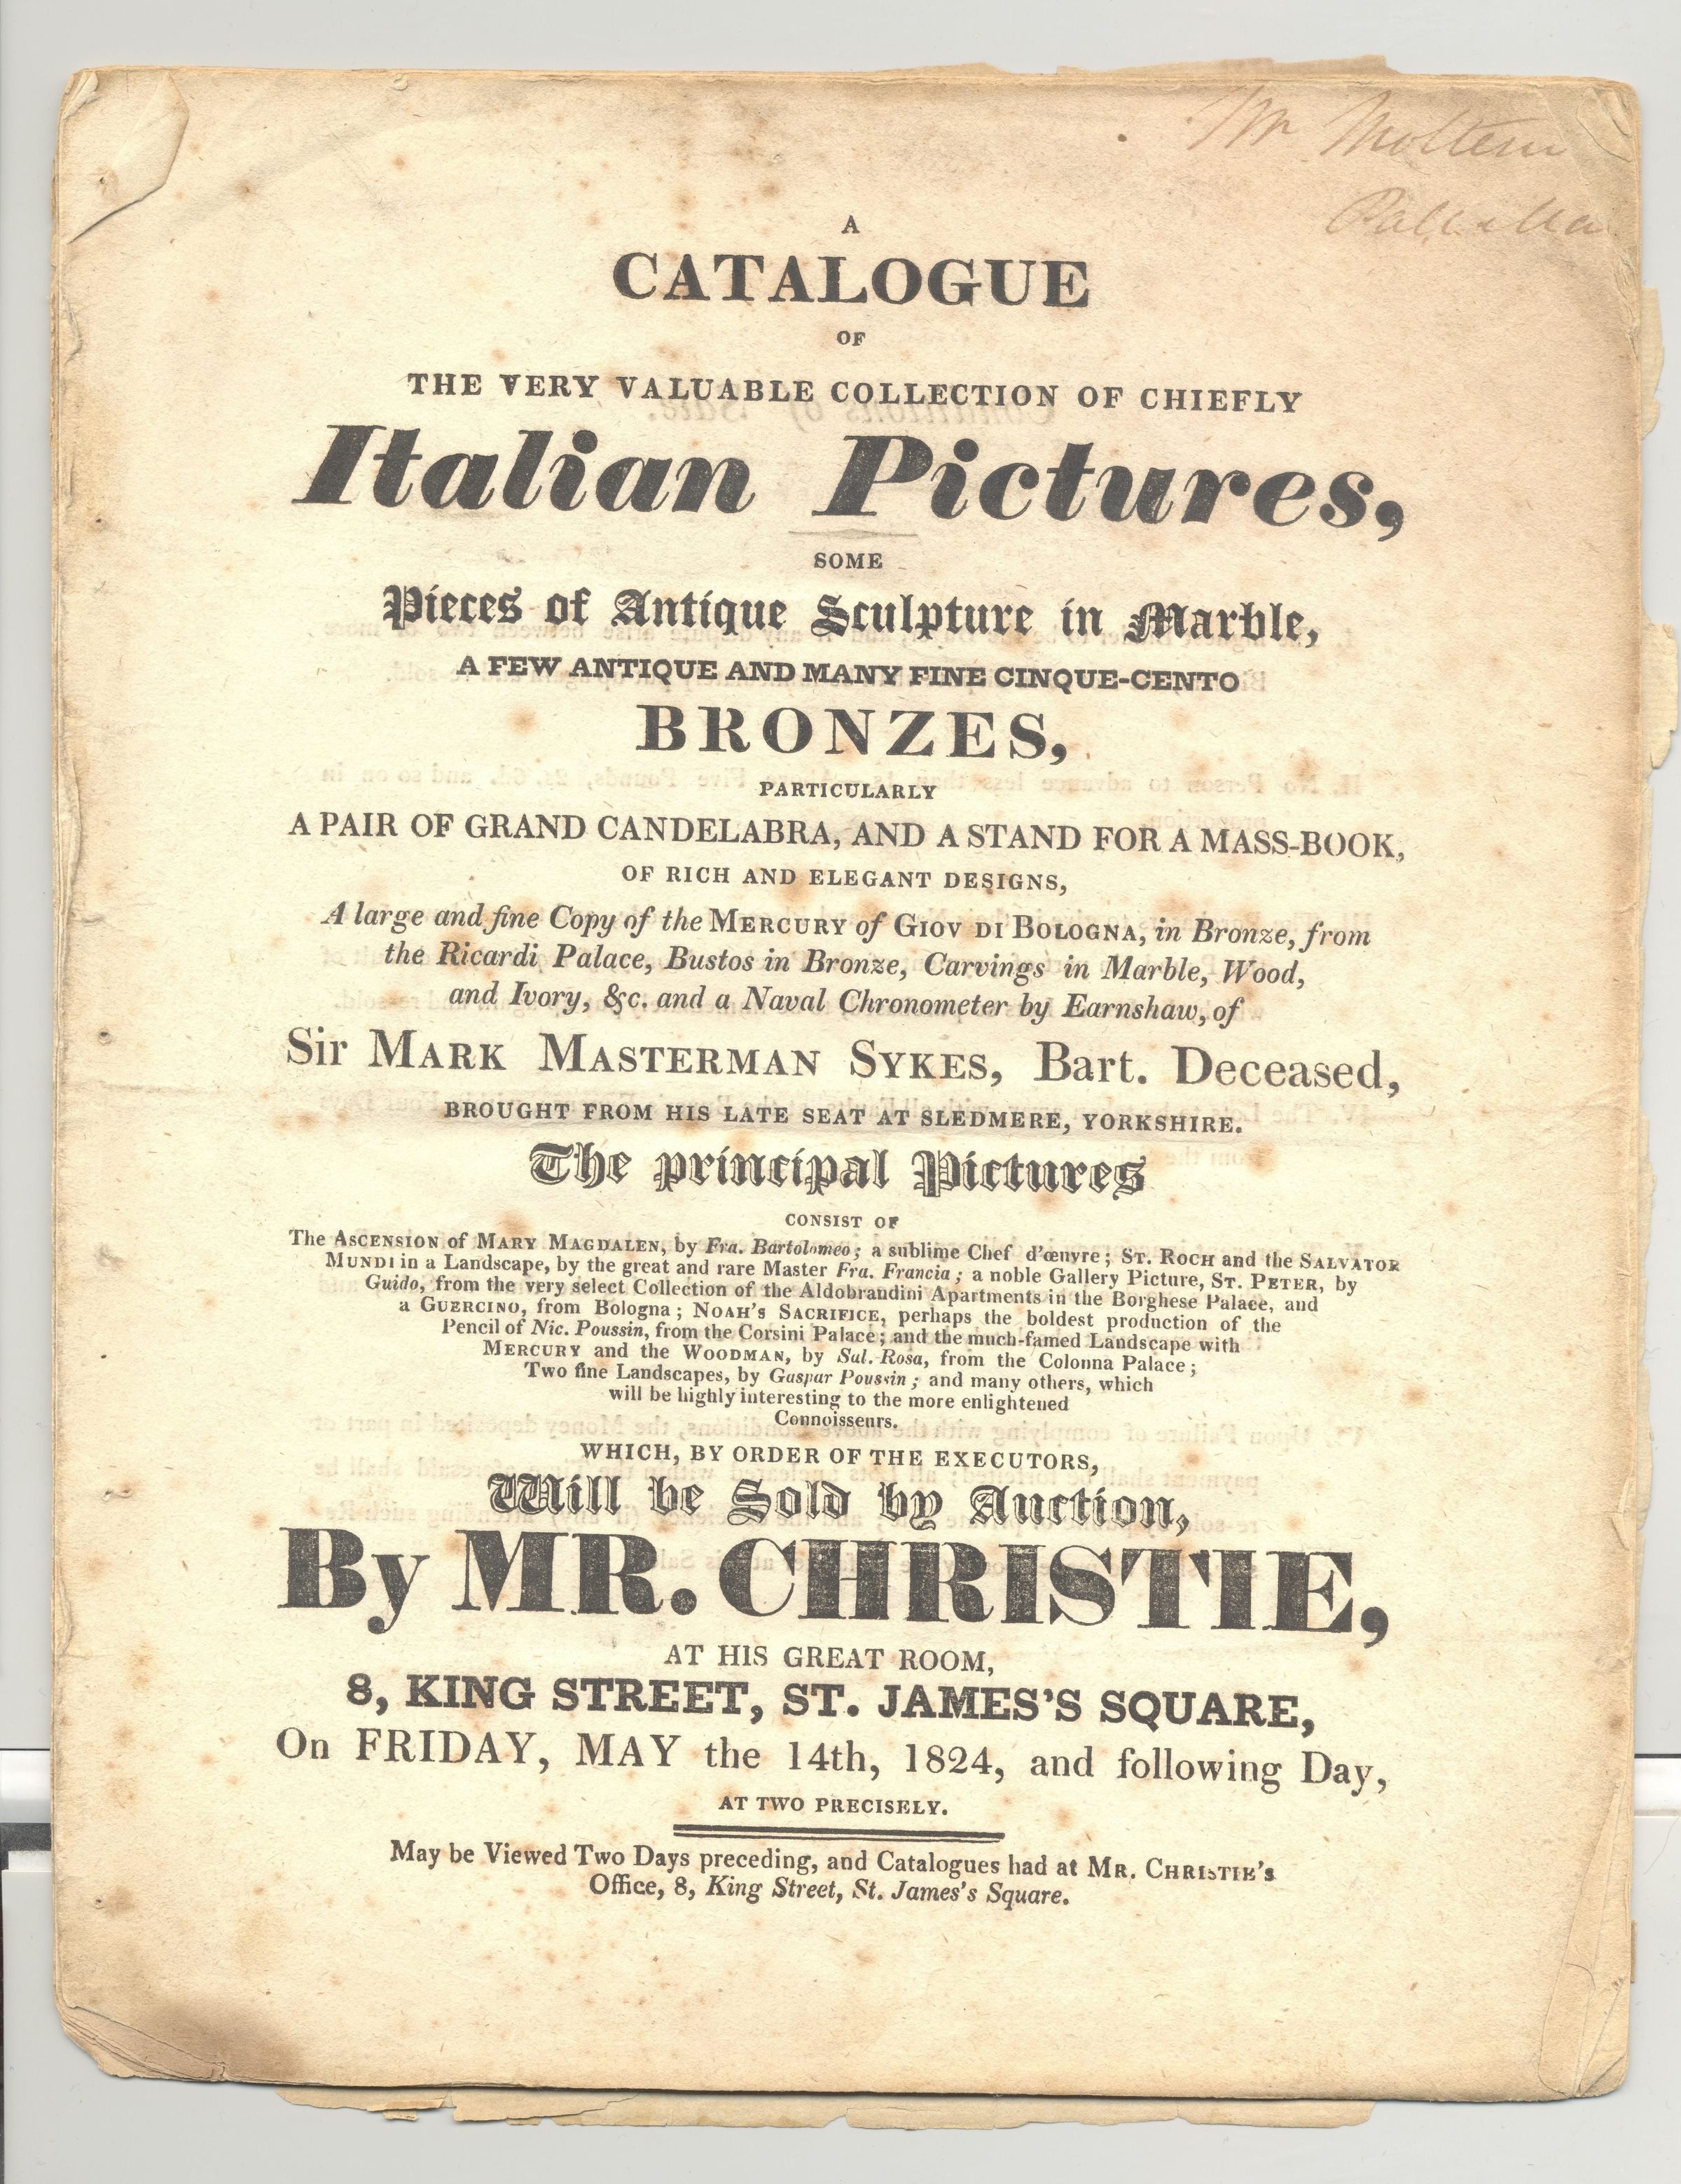 Mr Molteno
Pall Mall
A
CATALOGUE
OF
THE VERY VALUABLE COLLECTION OF CHIEFLY
Italian Pictures,
SOME
Pieces of Antique Sculpture in Marble,
A FEW ANTIQUE AND MANY FINE CINQUE-CENTO
BRONZES,
PARTICULARLY
A PAIR OF GRAND CANDELABRA, AND A STAND FOR A MASS-BOOK,
OF RICH AND ELEGANT DESIGNS,
A large and fine Copy of the MERCURY of GIOV DI BOLOGNA, in Bronze, from
the Ricardi Palace, Bustos in Bronze, Carvings in Marble, Wood,
and Ivory, &c. and a Naval Chronometer by Earnshaw, of
Sir MARK MASTERMAN SYKES, Bart. Deceased,
BROUGHT FROM HIS LATE SEAT AT SLEDMERE, YORKSHIRE.
The principal Pictures
CONSIST OF
The ASCENSION of MARY MAGDALEN, by Fra. Bartolomeo; a sublime Chef d'œuvre; ST. ROCH and the SALVATOR
MUNDI in a Landscape, by the great and rare Master Fra. Francia; a noble Gallery Picture, ST. PETER, by
Guido, from the very select Collection of the Aldobrandini Apartments in the Borghese Palace, and
a GUERCINO, from Bologna; NOAH'S SACRIFICE, perhaps the boldest production of the
Pencil of Nic. Poussin, from the Corsini Palace; and the much-famed Landscape with
MERCURY and the WOODMAN, by Sal. Rosa, from the Colonna Palace;
Two fine Landscapes, by Gaspar Poussin; and many others, which
will be highly interesting to the more enlightened
Connoisseurs.
WHICH, BY ORDER OF THE EXECUTORS,
Will be Sold by Auction,
By MR. CHRISTIE,
AT HIS GREAT ROOM,
8, KING STREET, ST. JAMES'S SQUARE,
On FRIDAY, MAY the 14th, 1824, and following Day,
AT TWO PRECISELY.
May be Viewed Two Days preceding, and Catalogues had at MR. CHRISTIE'S
Office, 8, King Street, St. James's Square.